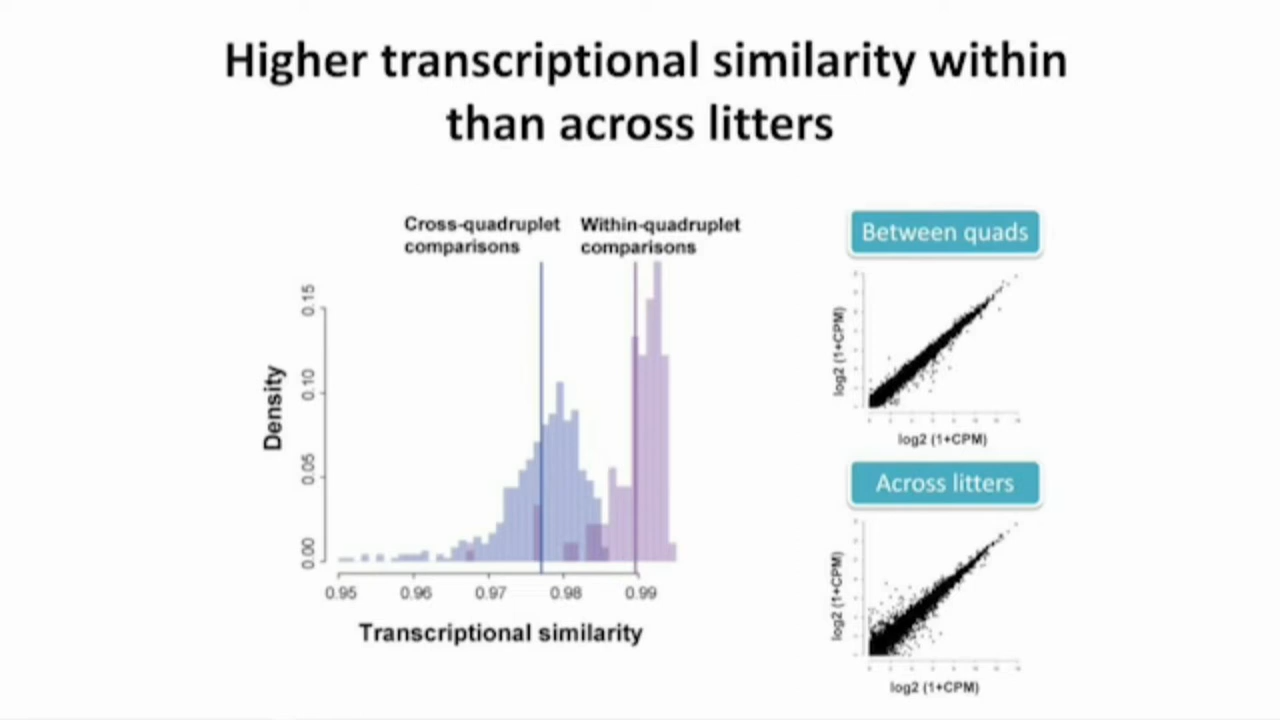 Higher transcriptional similarity within
than across litters
Cross-quadruplet
comparisons
Within-quadruplet
comparisons
Density
0.15
0.10
0.05
0.00
0.95 0.96 0.97 0.98 0.99
Transcriptional similarity
Between quads
log2 (1+CPM)
log2 (1+CPM)
Across litters
log2 (1+CPM)
log2 (1+CPM)